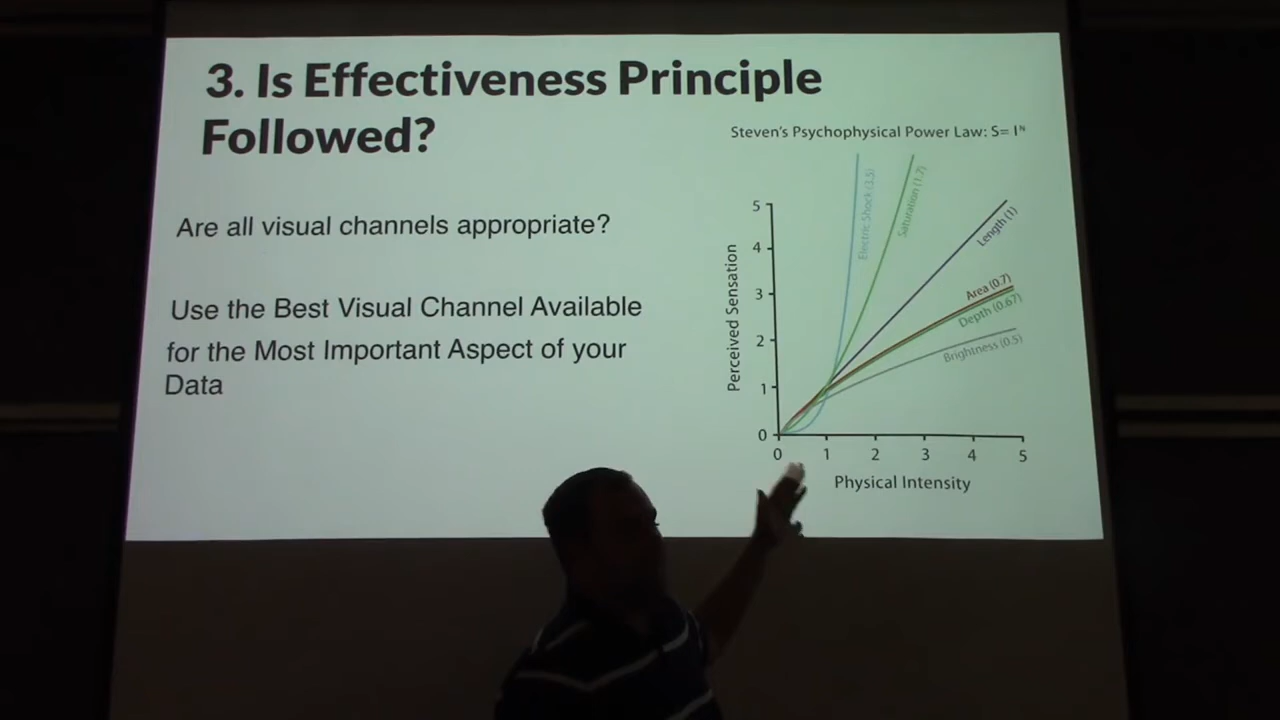 3. Is Effectiveness Principle
Followed?
Are all visual channels appropriate?
Use the Best Visual Channel Available
for the Most Important Aspect of your
Data
Steven's Psychophysical Power Law: S= Iᴺ
Electric Shock (3.5)
Saturation (1.7)
Length (1)
Area (0.7)
Depth (0.67)
Brightness (0.5)
Perceived Sensation
5
4
3
2
1
0
0 1 2 3 4 5
Physical Intensity